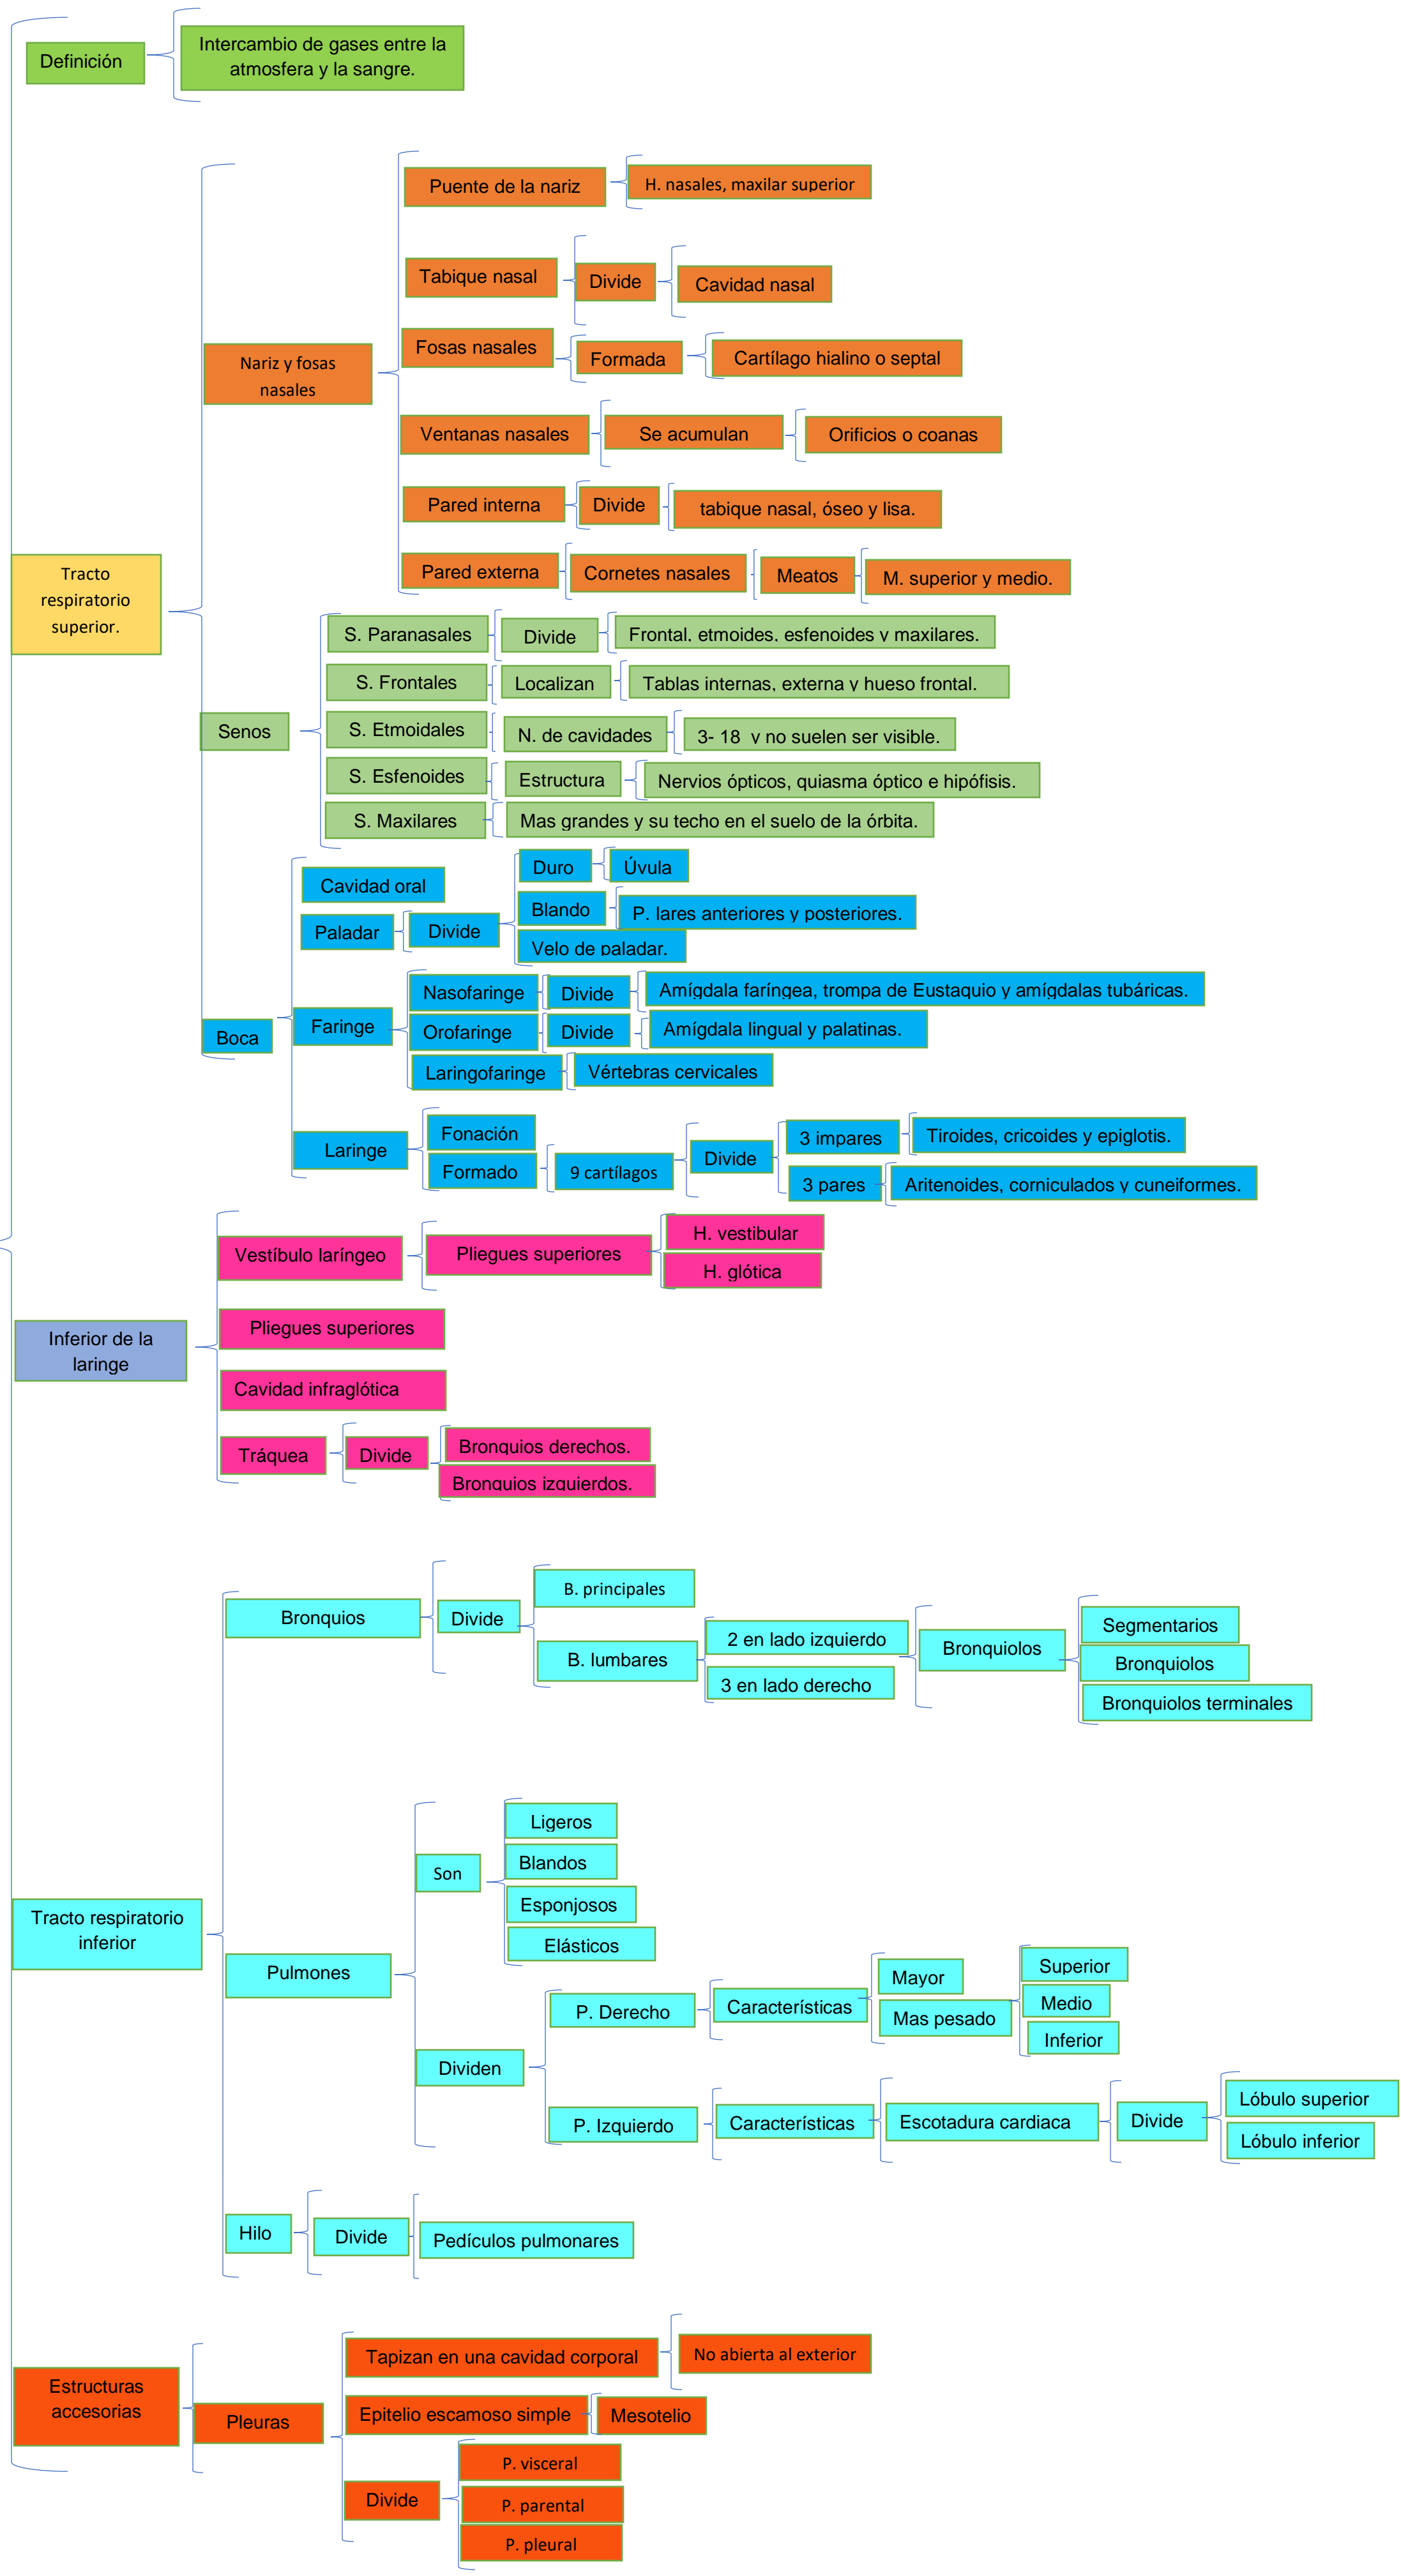 Definición
Intercambio de gases entre la
atmosfera y la sangre.
Tracto
respiratorio
superior.
Nariz y fosas
nasales
Puente de la nariz
H. nasales, maxilar superior
Tabique nasal
Divide
Cavidad nasal
Fosas nasales
Formada
Cartílago hialino o septal
Ventanas nasales
Se acumulan
Orificios o coanas
Pared interna
Divide
tabique nasal, óseo y lisa.
Pared externa
Cornetes nasales
Meatos
M. superior y medio.
Senos
S. Paranasales
Divide
Frontal, etmoides, esfenoides y maxilares.
S. Frontales
Localizan
Tablas internas, externa y hueso frontal.
S. Etmoidales
N. de cavidades
3- 18 y no suelen ser visible.
S. Esfenoides
Estructura
Nervios ópticos, quiasma óptico e hipófisis.
S. Maxilares
Mas grandes y su techo en el suelo de la órbita.
Boca
Cavidad oral
Paladar
Divide
Duro
Úvula
Blando
P. lares anteriores y posteriores.
Velo de paladar.
Faringe
Nasofaringe
Divide
Amígdala faríngea, trompa de Eustaquio y amígdalas tubáricas.
Orofaringe
Divide
Amígdala lingual y palatinas.
Laringofaringe
Vértebras cervicales
Laringe
Fonación
Formado
9 cartílagos
Divide
3 impares
Tiroides, cricoides y epiglotis.
3 pares
Aritenoides, corniculados y cuneiformes.
Inferior de la
laringe
Vestíbulo laríngeo
Pliegues superiores
H. vestibular
H. glótica
Pliegues superiores
Cavidad infraglótica
Tráquea
Divide
Bronquios derechos.
Bronquios izquierdos.
Tracto respiratorio
inferior
Bronquios
Divide
B. principales
B. lumbares
2 en lado izquierdo
3 en lado derecho
Bronquiolos
Segmentarios
Bronquiolos
Bronquiolos terminales
Pulmones
Son
Ligeros
Blandos
Esponjosos
Elásticos
Dividen
P. Derecho
Características
Mayor
Mas pesado
Superior
Medio
Inferior
P. Izquierdo
Características
Escotadura cardiaca
Divide
Lóbulo superior
Lóbulo inferior
Hilo
Divide
Pedículos pulmonares
Estructuras
accesorias
Pleuras
Tapizan en una cavidad corporal
No abierta al exterior
Epitelio escamoso simple
Mesotelio
Divide
P. visceral
P. parental
P. pleural